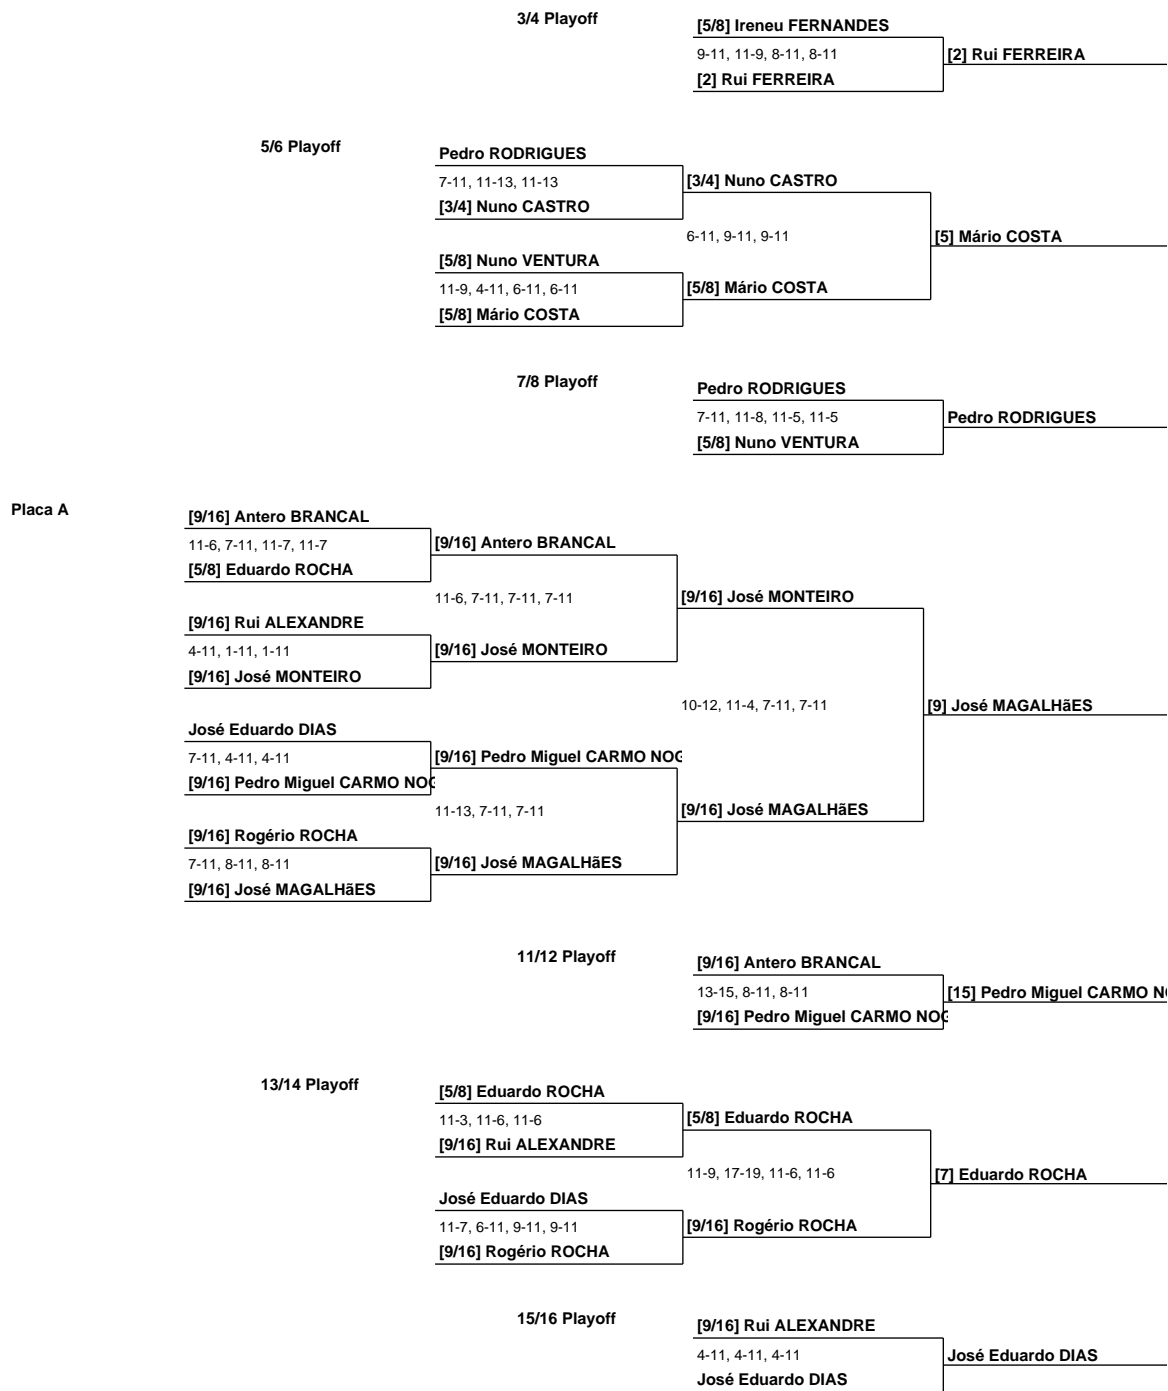 3/4 Playoff
[5/8] Ireneu FERNANDES
9-11, 11-9, 8-11, 8-11
[2] Rui FERREIRA
[2] Rui FERREIRA
5/6 Playoff
Pedro RODRIGUES
7-11, 11-13, 11-13
[3/4] Nuno CASTRO
[3/4] Nuno CASTRO
6-11, 9-11, 9-11
[5] Mário COSTA
[5/8] Nuno VENTURA
11-9, 4-11, 6-11, 6-11
[5/8] Mário COSTA
[5/8] Mário COSTA
7/8 Playoff
Pedro RODRIGUES
7-11, 11-8, 11-5, 11-5
Pedro RODRIGUES
[5/8] Nuno VENTURA
Placa A
[9/16] Antero BRANCAL
11-6, 7-11, 11-7, 11-7
[9/16] Antero BRANCAL
[5/8] Eduardo ROCHA
11-6, 7-11, 7-11, 7-11
[9/16] José MONTEIRO
[9/16] Rui ALEXANDRE
4-11, 1-11, 1-11
[9/16] José MONTEIRO
[9/16] José MONTEIRO
10-12, 11-4, 7-11, 7-11
[9] José MAGALHãES
José Eduardo DIAS
7-11, 4-11, 4-11
[9/16] Pedro Miguel CARMO NOG
[9/16] Pedro Miguel CARMO NOG
11-13, 7-11, 7-11
[9/16] José MAGALHãES
[9/16] Rogério ROCHA
7-11, 8-11, 8-11
[9/16] José MAGALHãES
[9/16] José MAGALHãES
11/12 Playoff
[9/16] Antero BRANCAL
13-15, 8-11, 8-11
[15] Pedro Miguel CARMO NO
[9/16] Pedro Miguel CARMO NOG
13/14 Playoff
[5/8] Eduardo ROCHA
11-3, 11-6, 11-6
[5/8] Eduardo ROCHA
[9/16] Rui ALEXANDRE
11-9, 17-19, 11-6, 11-6
[7] Eduardo ROCHA
José Eduardo DIAS
11-7, 6-11, 9-11, 9-11
[9/16] Rogério ROCHA
[9/16] Rogério ROCHA
15/16 Playoff
[9/16] Rui ALEXANDRE
4-11, 4-11, 4-11
José Eduardo DIAS
José Eduardo DIAS